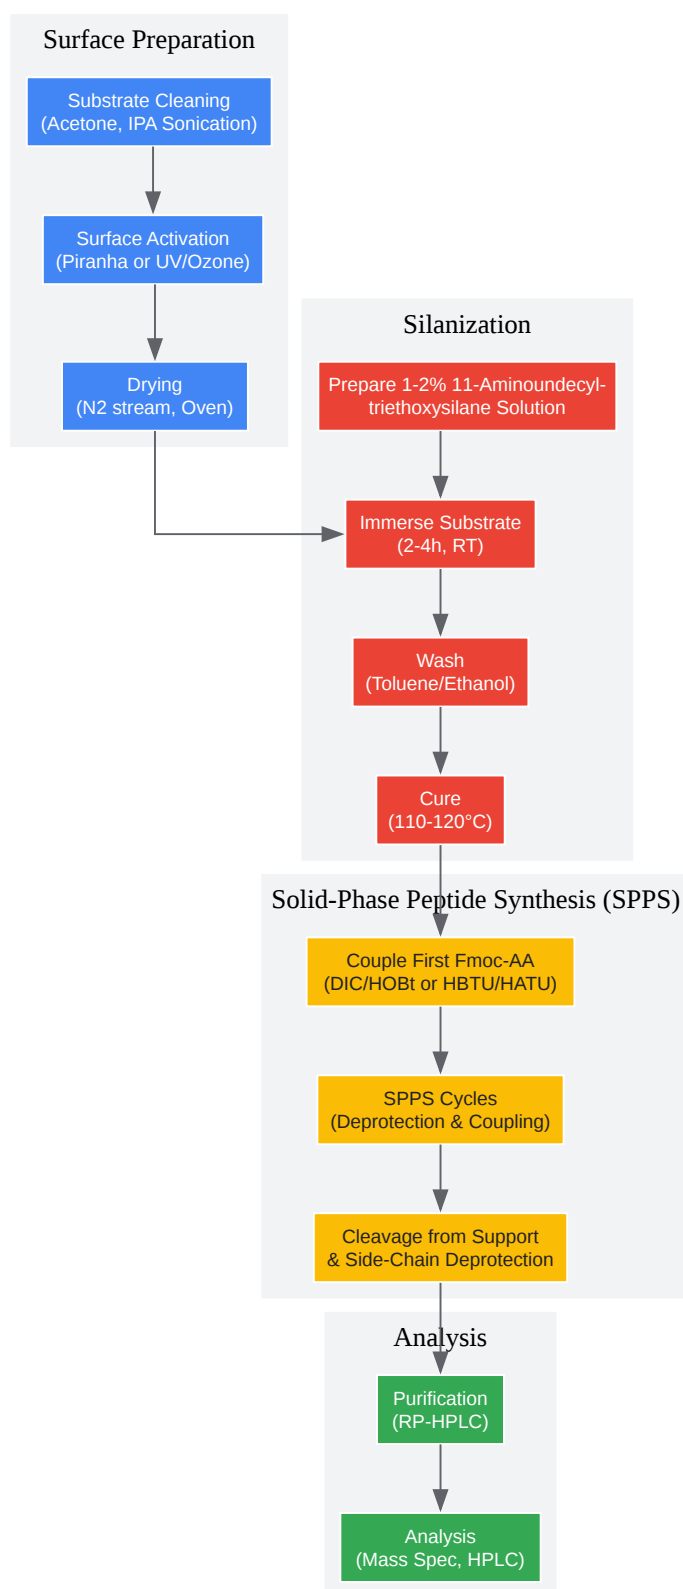 Surface Preparation
Substrate Cleaning
(Acetone, IPA Sonication)
Surface Activation
(Piranha or UV/Ozone)
Drying
(N2 stream, Oven)
Silanization
Prepare 1-2% 11-Aminoundecyl-
triethoxysilane Solution
Immerse Substrate
(2-4h, RT)
Wash
(Toluene/Ethanol)
Cure
(110-120°C)
Solid-Phase Peptide Synthesis (SPPS)
Couple First Fmoc-AA
(DIC/HOBt or HBTU/HATU)
SPPS Cycles
(Deprotection & Coupling)
Cleavage from Support
& Side-Chain Deprotection
Analysis
Purification
(RP-HPLC)
Analysis
(Mass Spec, HPLC)